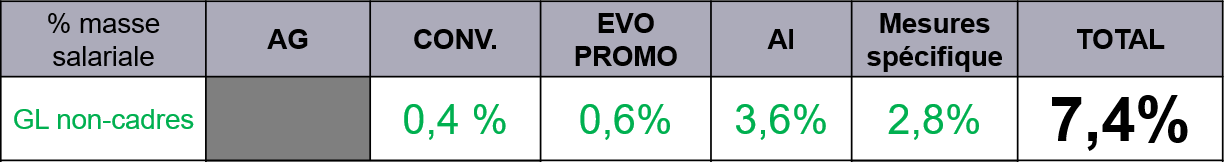 % masse
salariale
AG
CONV.
EVO
PROMO
AI
Mesures
spécifique
TOTAL
GL non-cadres
0,4 %
0,6%
3,6%
2,8%
7,4%